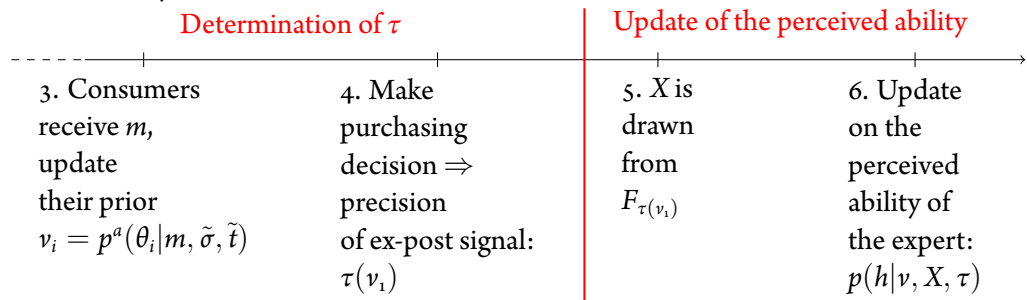 Determination of τ
Update of the perceived ability
3. Consumers
receive m,
update
their prior
νᵢ = pᵃ(θᵢ|m, σ̃, t̃)
4. Make
purchasing
decision ⇒
precision
of ex-post signal:
τ(ν₁)
5. X is
drawn
from
F_τ(ν₁)
6. Update
on the
perceived
ability of
the expert:
p(h|ν, X, τ)